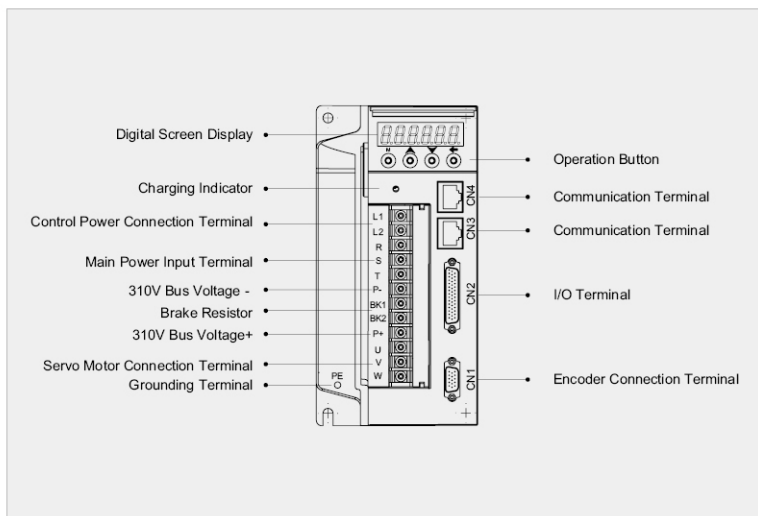 Digital Screen Display
Charging Indicator
Control Power Connection Terminal
Main Power Input Terminal
310V Bus Voltage -
Brake Resistor
310V Bus Voltage+
Servo Motor Connection Terminal
Grounding Terminal
888888
M
L1
L2
R
S
T
P-
BK1
BK2
P+
U
V
W
PE
CN4
CN3
CN2
CN1
Operation Button
Communication Terminal
Communication Terminal
I/O Terminal
Encoder Connection Terminal